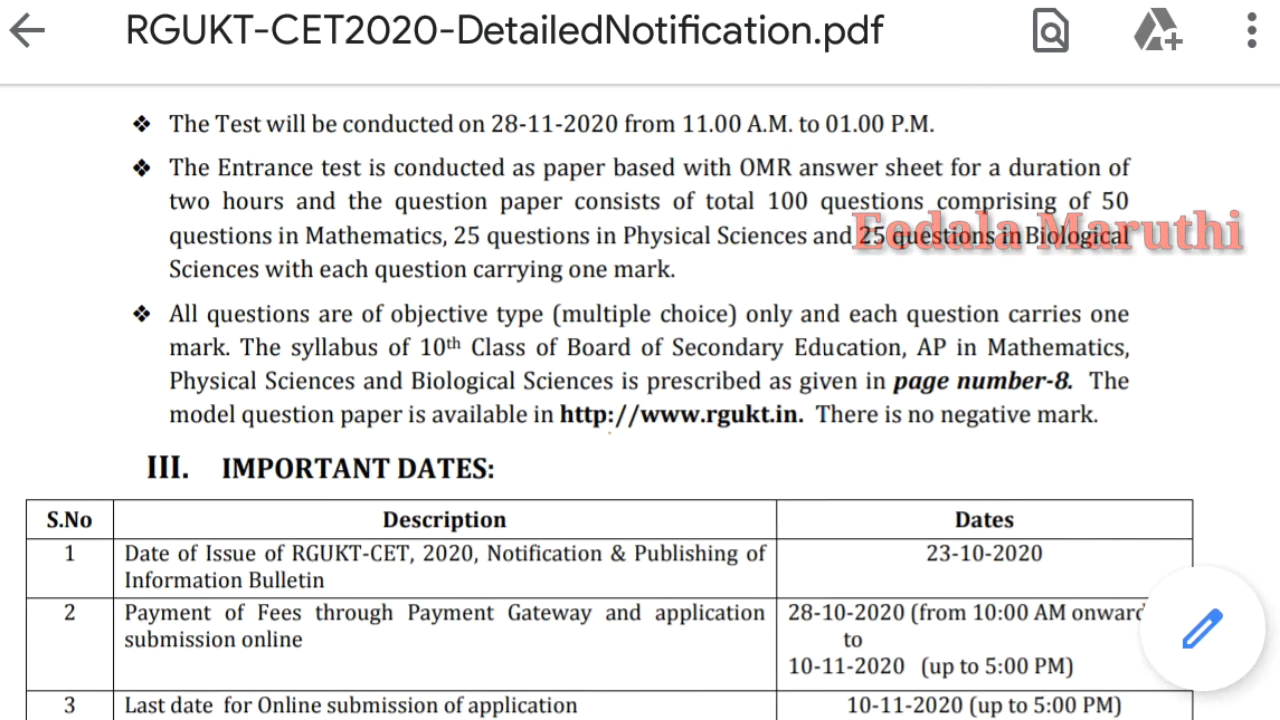 RGUKT-CET2020-DetailedNotification.pdf
❖ The Test will be conducted on 28-11-2020 from 11.00 A.M. to 01.00 P.M.
❖ The Entrance test is conducted as paper based with OMR answer sheet for a duration of
two hours and the question paper consists of total 100 questions comprising of 50
Eodala Maruthi
questions in Mathematics, 25 questions in Physical Sciences and 25 questions in Biological
Sciences with each question carrying one mark.
❖ All questions are of objective type (multiple choice) only and each question carries one
mark. The syllabus of 10th Class of Board of Secondary Education, AP in Mathematics,
Physical Sciences and Biological Sciences is prescribed as given in page number-8. The
model question paper is available in http://www.rgukt.in. There is no negative mark.
III. IMPORTANT DATES:
S.No Description Dates
1 Date of Issue of RGUKT-CET, 2020, Notification & Publishing of 23-10-2020
Information Bulletin
2 Payment of Fees through Payment Gateway and application 28-10-2020 (from 10:00 AM onward
submission online to
10-11-2020 (up to 5:00 PM)
3 Last date for Online submission of application 10-11-2020 (up to 5:00 PM)